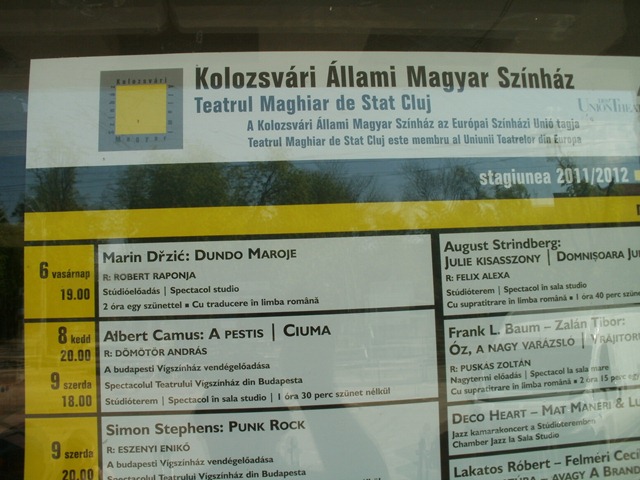 Kolozsvári
Magyar
Kolozsvári Állami Magyar Színház
Teatrul Maghiar de Stat Cluj
A Kolozsvári Állami Magyar Színház az Európai Színházi Unió tagja
Teatrul Maghiar de Stat Cluj este membru al Uniunii Teatrelor din Europa
stagiunea 2011/2012
6 vasárnap
19.00
Marin Dřzić: DUNDO MAROJE
R: ROBERT RAPONJA
Stúdióelőadás | Spectacol studio
2 óra egy szünettel ▪ Cu traducere în limba română
8 kedd
20.00
9 szerda
18.00
Albert Camus: A PESTIS | CIUMA
R: DÖMÖTÖR ANDRÁS
A budapesti Vígszínház vendégelőadása
Spectacolul Teatrului Vígszínház din Budapesta
Stúdióterem | Spectacol în sala studio | 1 óra 30 perc szünet nélkül
9 szerda
20.00
Simon Stephens: PUNK ROCK
R: ESZENYI ENIKŐ
A budapesti Vígszínház vendégelőadása
Spectacolul Teatrului Vígszínház din Budapesta
August Strindberg:
JULIE KISASSZONY | DOMNIȘOARA
R: FELIX ALEXA
Stúdióterem | Spectacol în sala studio
Cu supratitrare în limba română ▪ 1 óra 40 perc
Frank L. Baum – Zalán Tibor:
ÓZ, A NAGY VARÁZSLÓ |
R: PUSKÁS ZOLTÁN
Nagytermi előadás | Spectacol la sala mare
Cu supratitrare în limba română ▪ 2 óra 15 perc
DECO HEART – MAT MANERI &
Jazz kamarakoncert a Stúdióteremben
Chamber Jazz la Sala Studio
Lakatos Róbert – Felméri
AVAGY A